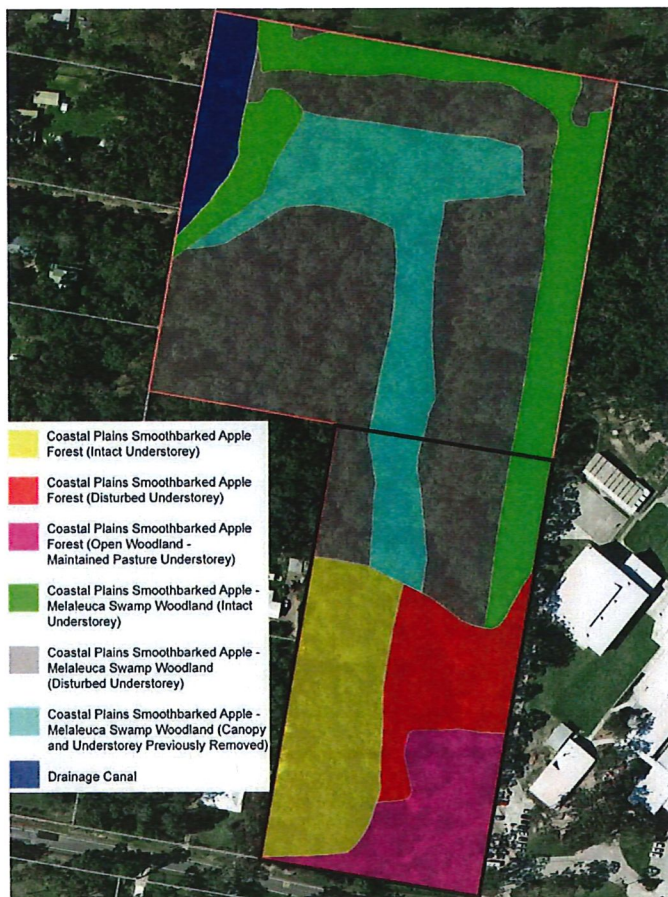 Coastal Plains Smoothbarked Apple
Forest (Intact Understorey)
Coastal Plains Smoothbarked Apple
Forest (Disturbed Understorey)
Coastal Plains Smoothbarked Apple
Forest (Open Woodland -
Maintained Pasture Understorey)
Coastal Plains Smoothbarked Apple -
Melaleuca Swamp Woodland (Intact
Understorey)
Coastal Plains Smoothbarked Apple -
Melaleuca Swamp Woodland
(Disturbed Understorey)
Coastal Plains Smoothbarked Apple -
Melaleuca Swamp Woodland (Canopy
and Understorey Previously Removed)
Drainage Canal